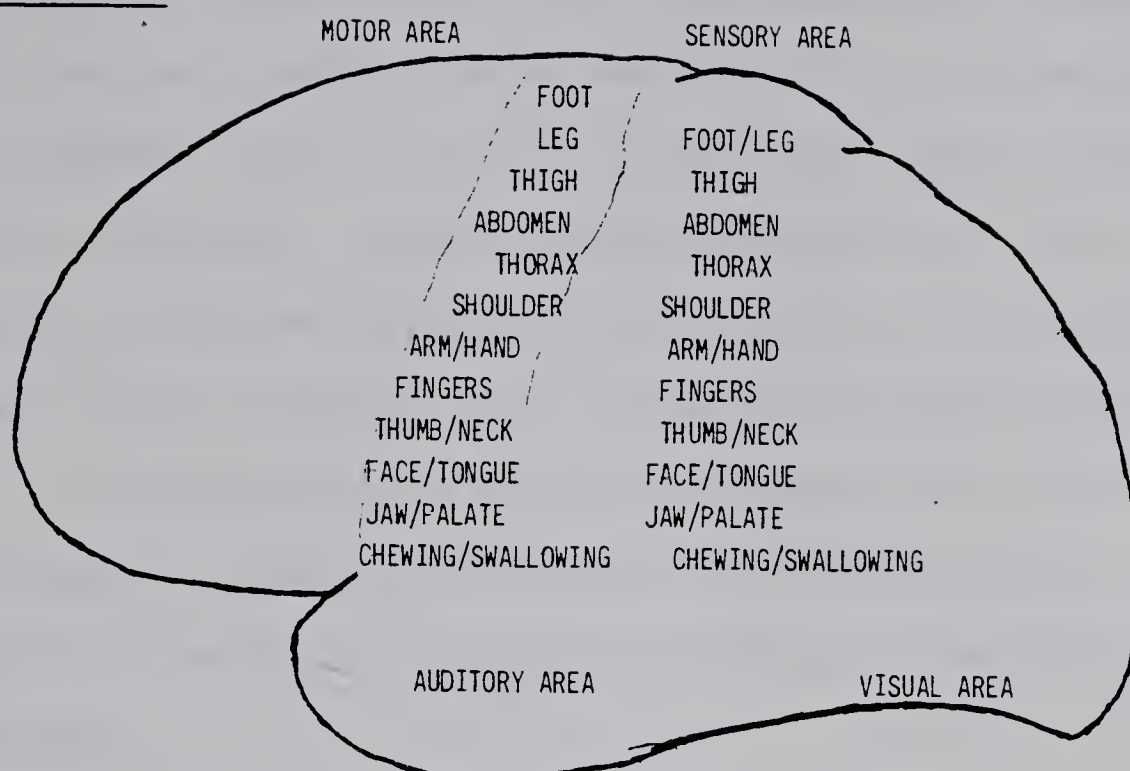 MOTOR AREA SENSORY AREA
FOOT
LEG FOOT/LEG
THIGH THIGH
ABDOMEN ABDOMEN
THORAX THORAX
SHOULDER SHOULDER
ARM/HAND ARM/HAND
FINGERS FINGERS
THUMB/NECK THUMB/NECK
FACE/TONGUE FACE/TONGUE
JAW/PALATE JAW/PALATE
CHEWING/SWALLOWING CHEWING/SWALLOWING
AUDITORY AREA VISUAL AREA